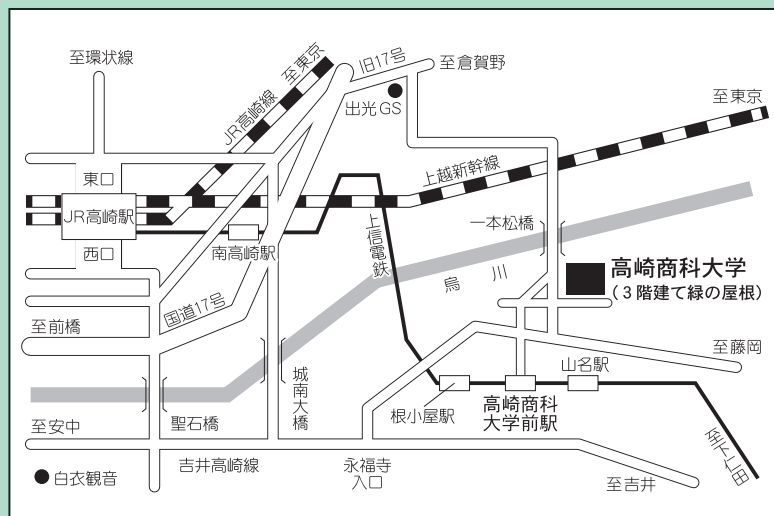 至環状線
JR高崎線
至東京
旧17号
至倉賀野
出光GS
至東京
上越新幹線
東口
JR高崎駅
西口
南高崎駅
上信電鉄
一本松橋
烏川
高崎商科大学
(3階建て緑の屋根)
国道17号
至前橋
至藤岡
山名駅
城南大橋
根小屋駅
高崎商科
大学前駅
聖石橋
至安中
吉井高崎線
永福寺
入口
至下仁田
至吉井
白衣観音